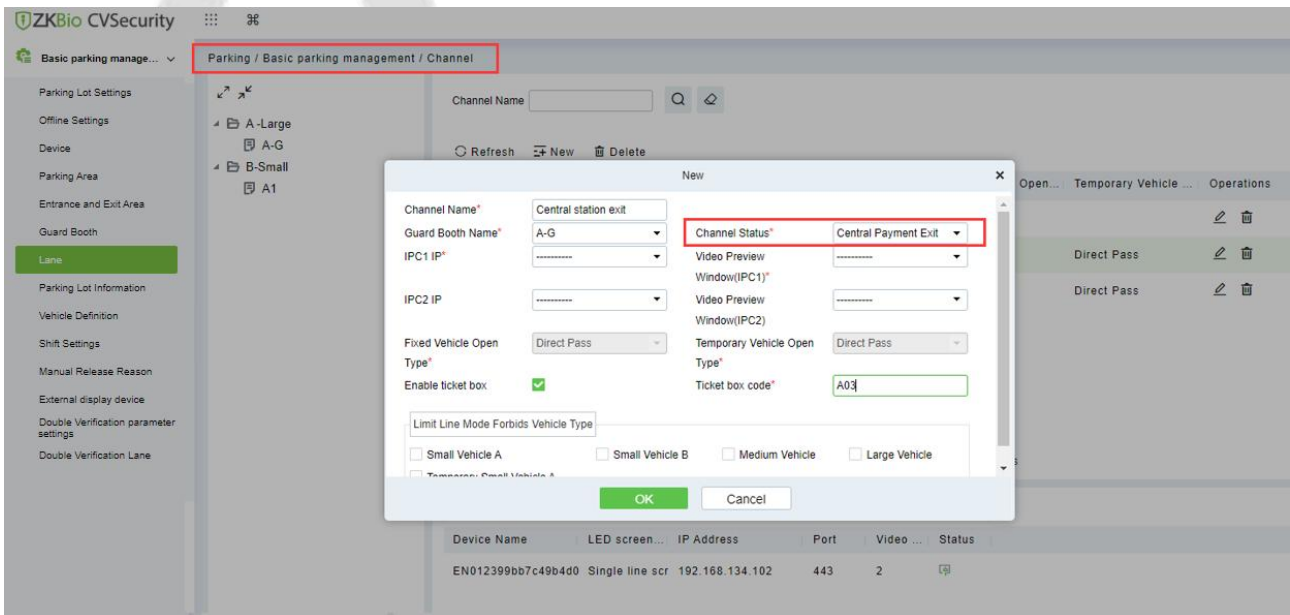 ZKBio CVSecurity
Basic parking manage...
Parking / Basic parking management / Channel
Parking Lot Settings
Offline Settings
Device
Parking Area
Entrance and Exit Area
Guard Booth
Lane
Parking Lot Information
Vehicle Definition
Shift Settings
Manual Release Reason
External display device
Double Verification parameter
settings
Double Verification Lane
A -Large
A-G
B-Small
A1
Channel Name
Refresh New Delete
Open... Temporary Vehicle ... Operations
Direct Pass
Direct Pass
New
Channel Name* Central station exit
Guard Booth Name* A-G Channel Status* Central Payment Exit
IPC1 IP* ---------- Video Preview ----------
Window(IPC1)*
IPC2 IP ---------- Video Preview ----------
Window(IPC2)
Fixed Vehicle Open Direct Pass Temporary Vehicle Open Direct Pass
Type* Type*
Enable ticket box Ticket box code* A03
Limit Line Mode Forbids Vehicle Type
Small Vehicle A Small Vehicle B Medium Vehicle Large Vehicle
Temporary Small Vehicle A
OK Cancel
Device Name LED screen... IP Address Port Video ... Status
EN012399bb7c49b4d0 Single line scr 192.168.134.102 443 2